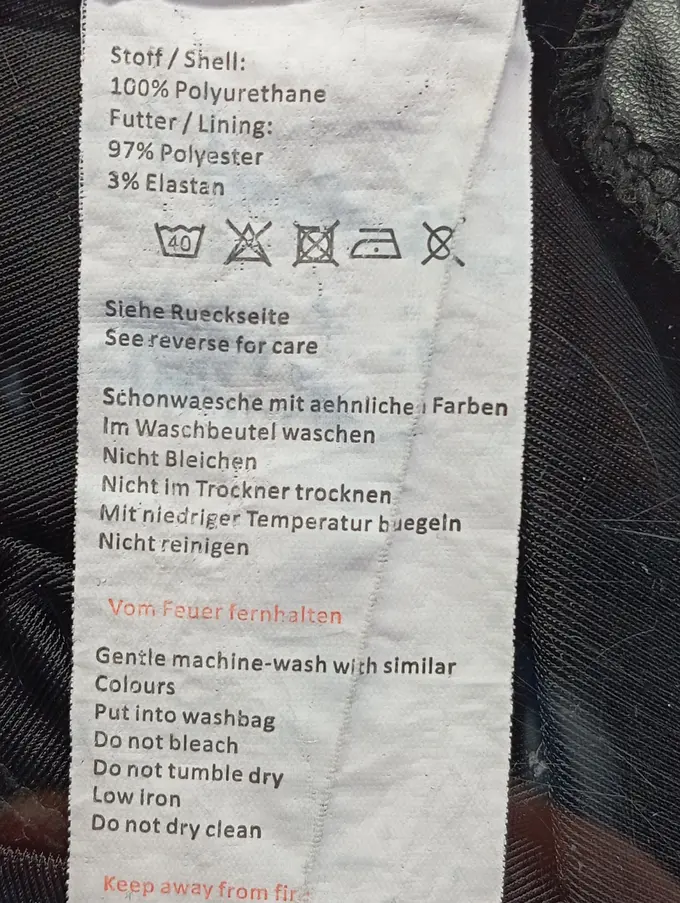 Stoff / Shell:
100% Polyurethane
Futter / Lining:
97% Polyester
3% Elastan
40
Siehe Rueckseite
See reverse for care
Schonwaesche mit aehnlichen Farben
Im Waschbeutel waschen
Nicht Bleichen
Nicht im Trockner trocknen
Mit niedriger Temperatur buegeln
Nicht reinigen
Vom Feuer fernhalten
Gentle machine-wash with similar
Colours
Put into washbag
Do not bleach
Do not tumble dry
Low iron
Do not dry clean
Keep away from fire